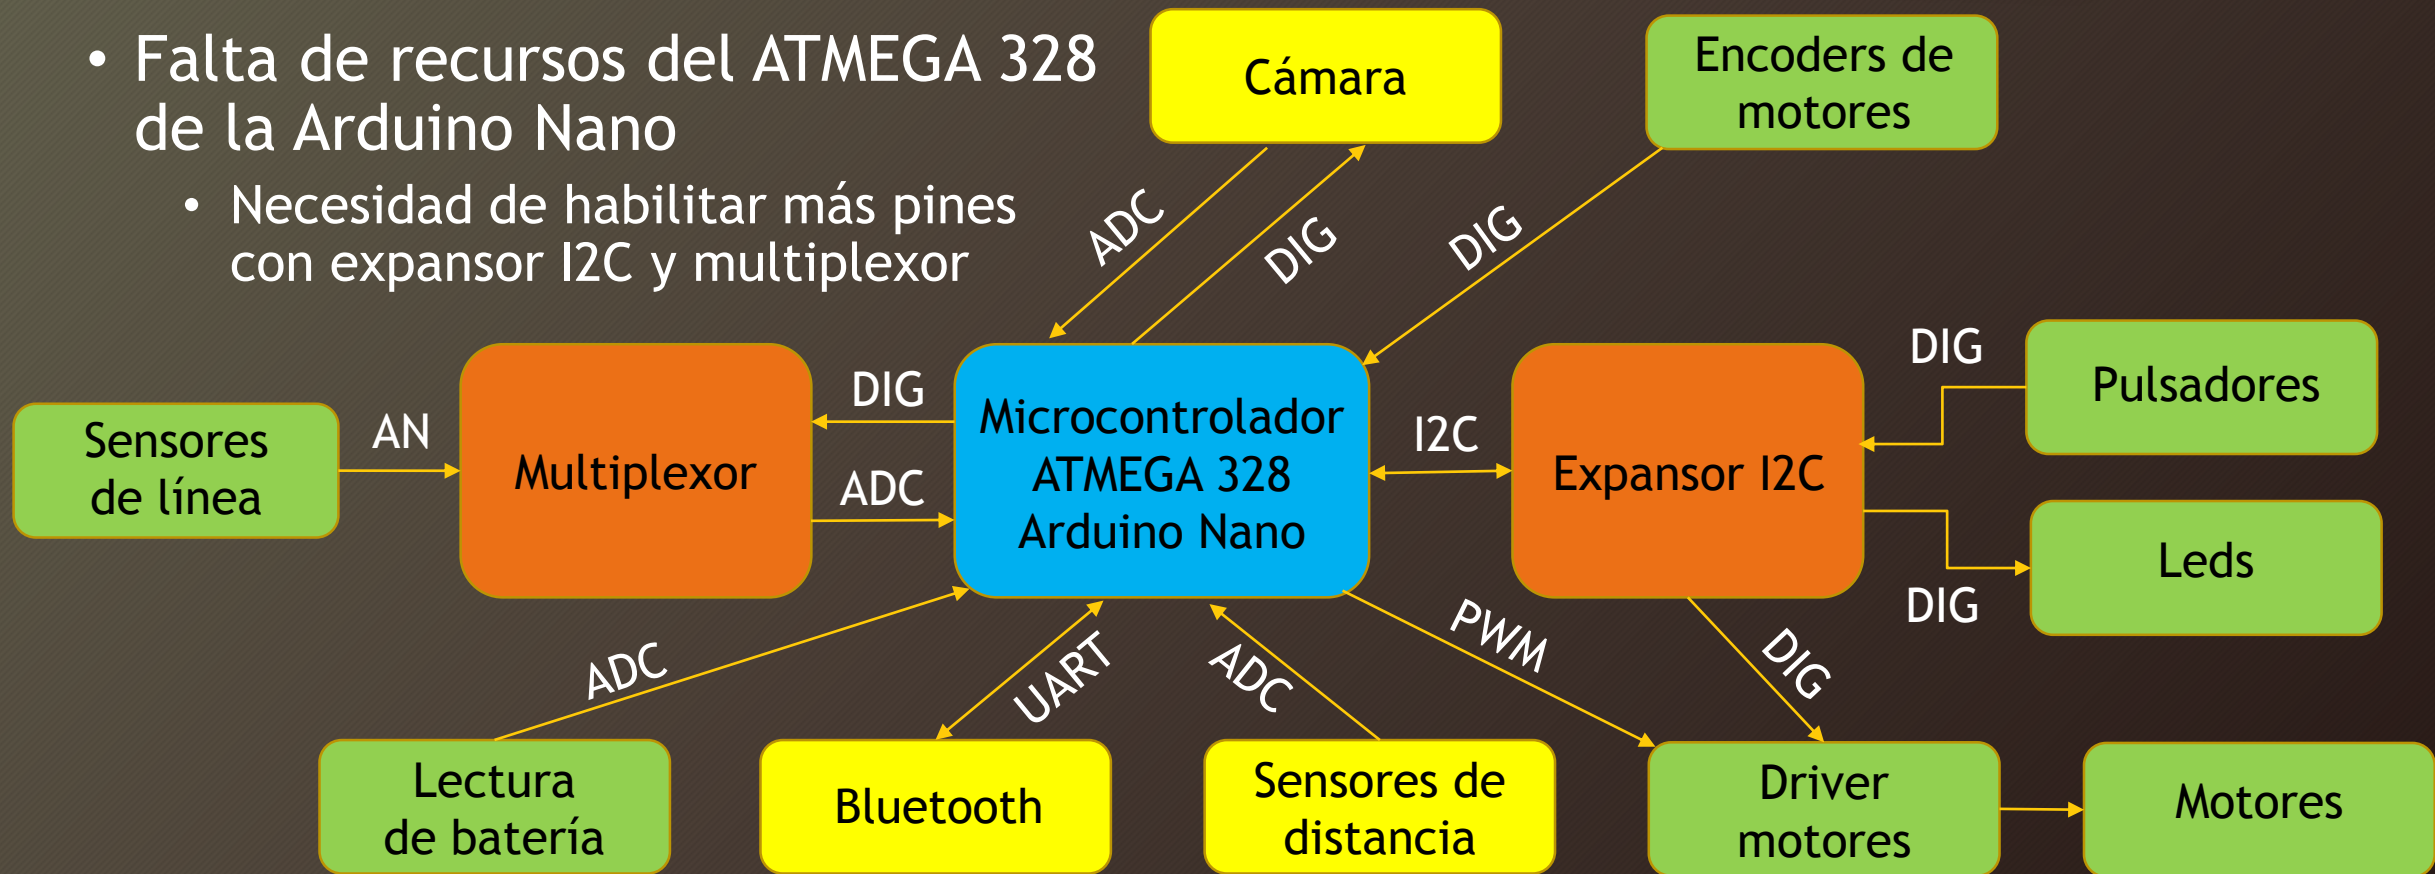 • Falta de recursos del ATMEGA 328
de la Arduino Nano
• Necesidad de habilitar más pines
con expansor I2C y multiplexor
Cámara
Encoders de
motores
ADC
DIG
DIG
Sensores
de línea
AN
Multiplexor
DIG
ADC
Microcontrolador
ATMEGA 328
Arduino Nano
I2C
Expansor I2C
DIG
Pulsadores
DIG
Leds
ADC
UART
ADC
PWM
DIG
Lectura
de batería
Bluetooth
Sensores de
distancia
Driver
motores
Motores